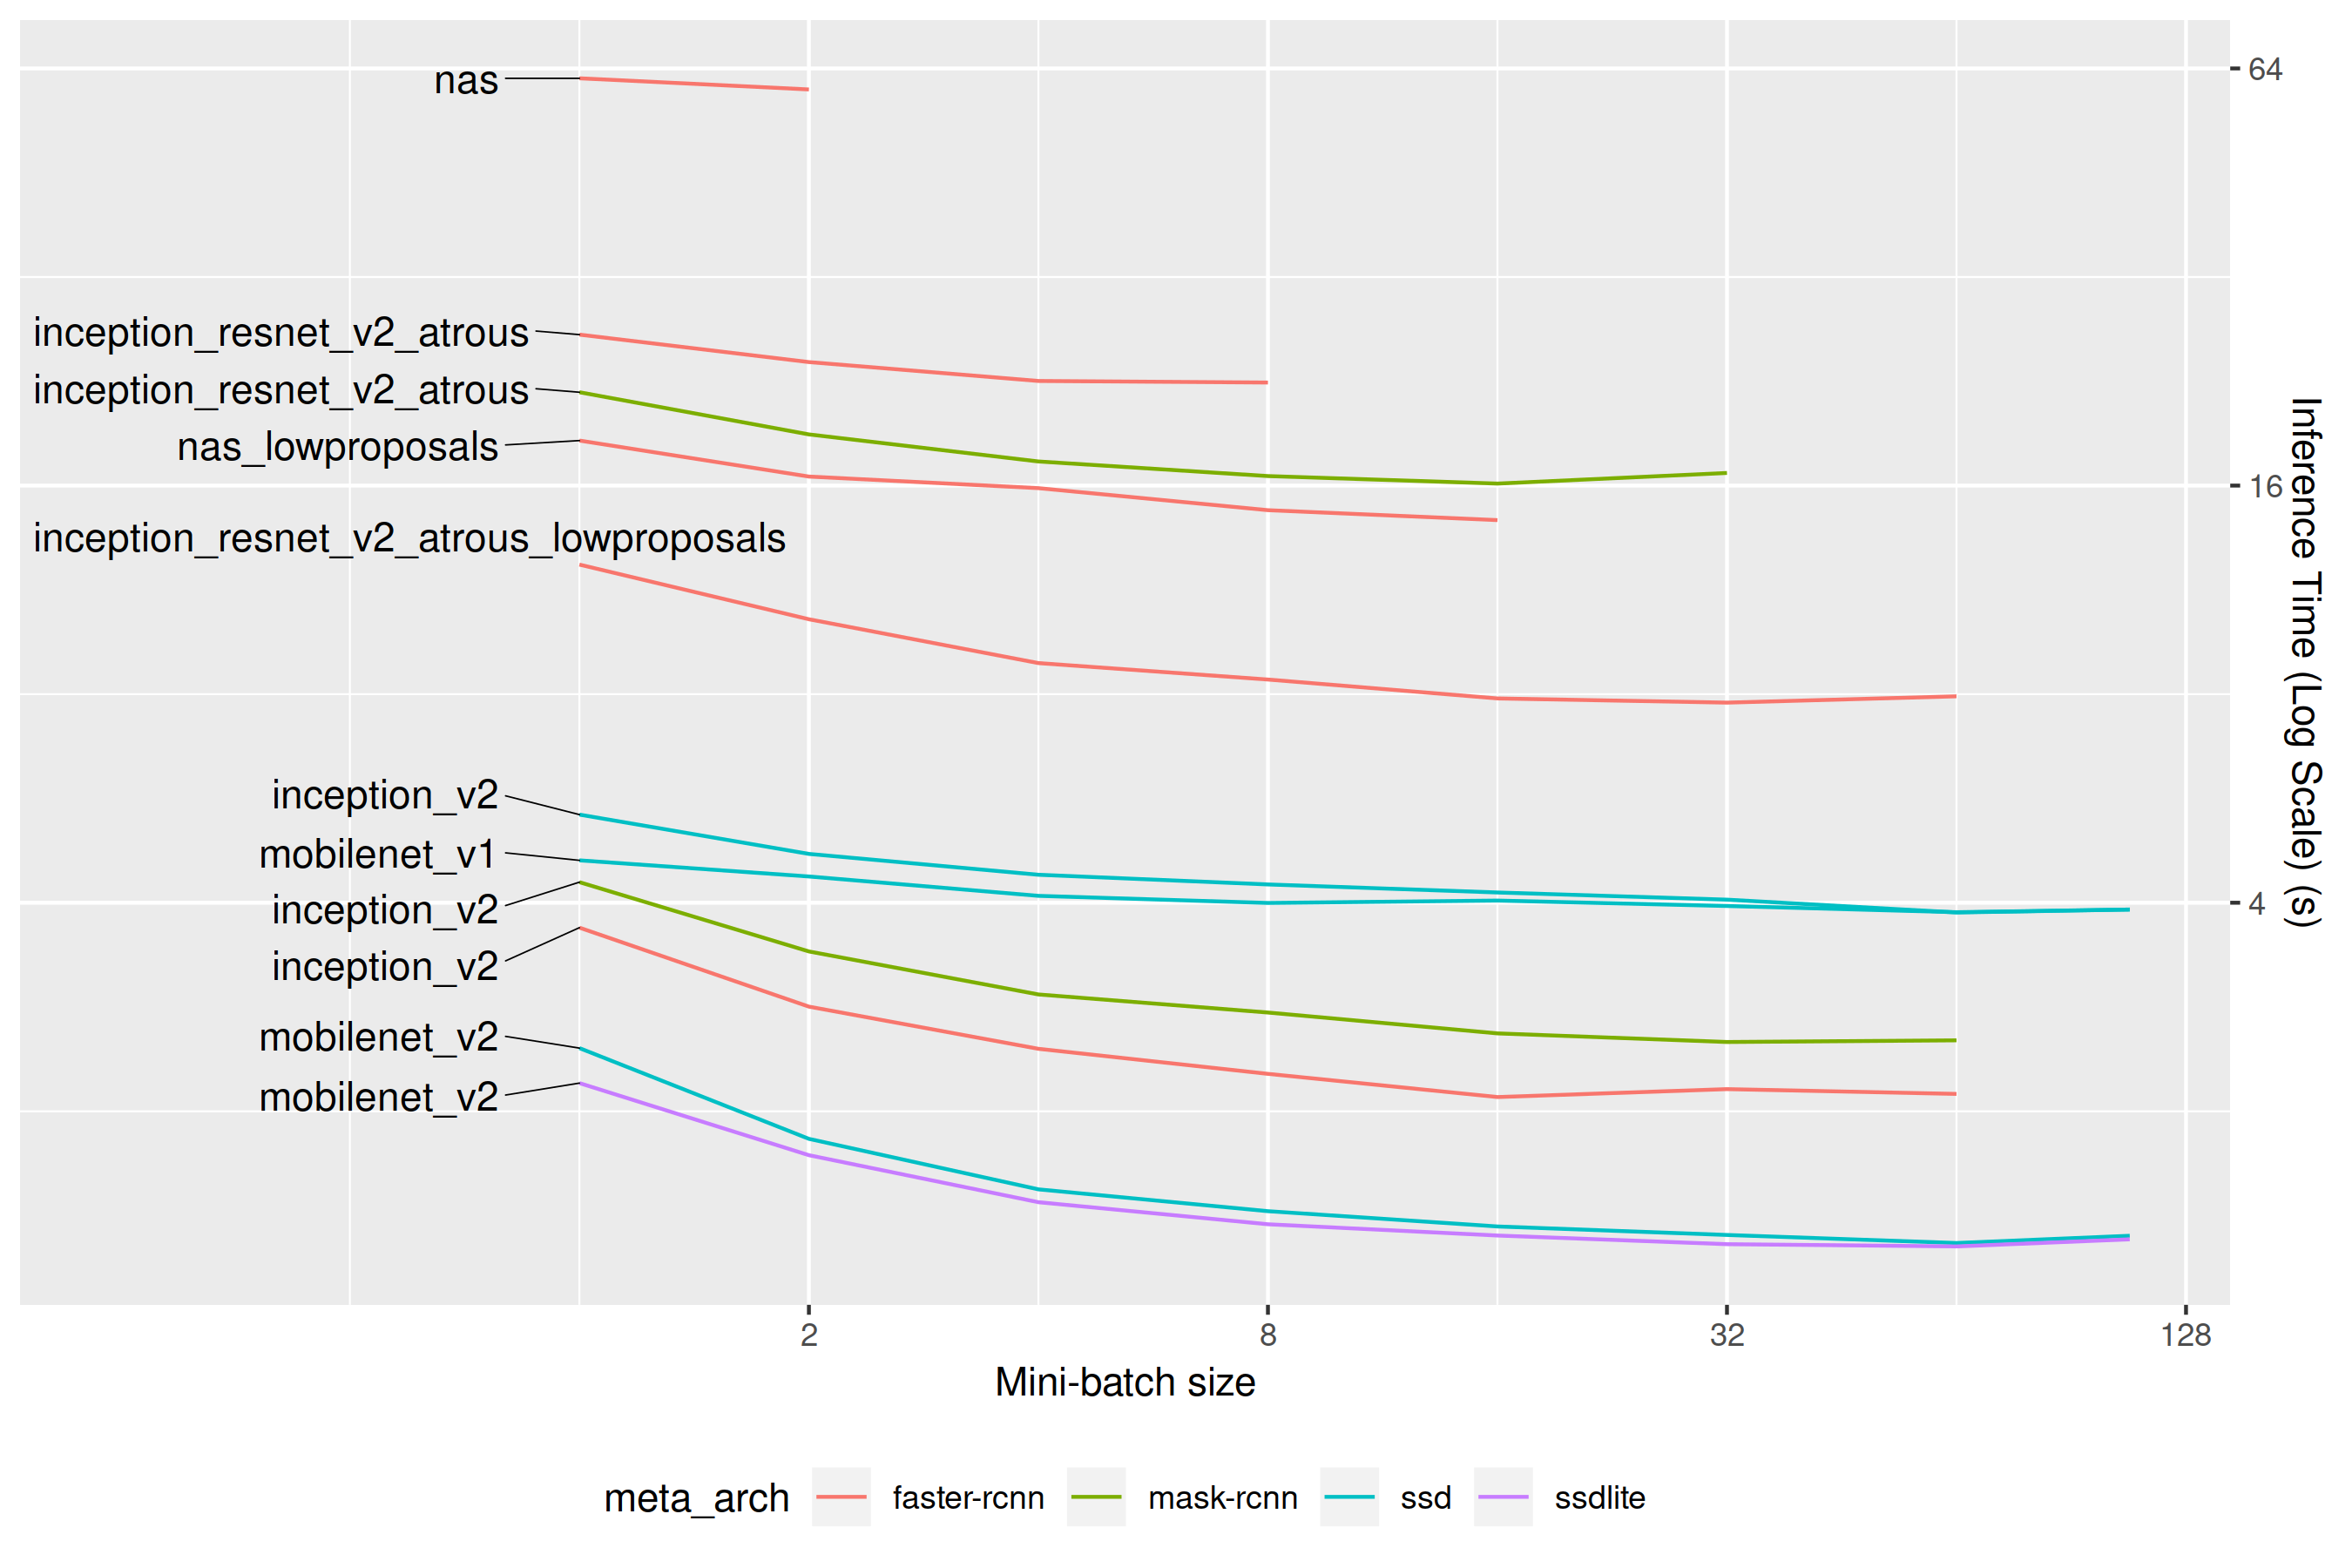 nas
64
inception_resnet_v2_atrous
inception_resnet_v2_atrous
nas_lowproposals
16
inception_resnet_v2_atrous_lowproposals
inception_v2
mobilenet_v1
inception_v2
4
inception_v2
mobilenet_v2
mobilenet_v2
Inference Time (Log Scale) (s)
2 8 32 128
Mini-batch size
meta_arch faster-rcnn mask-rcnn ssd ssdlite